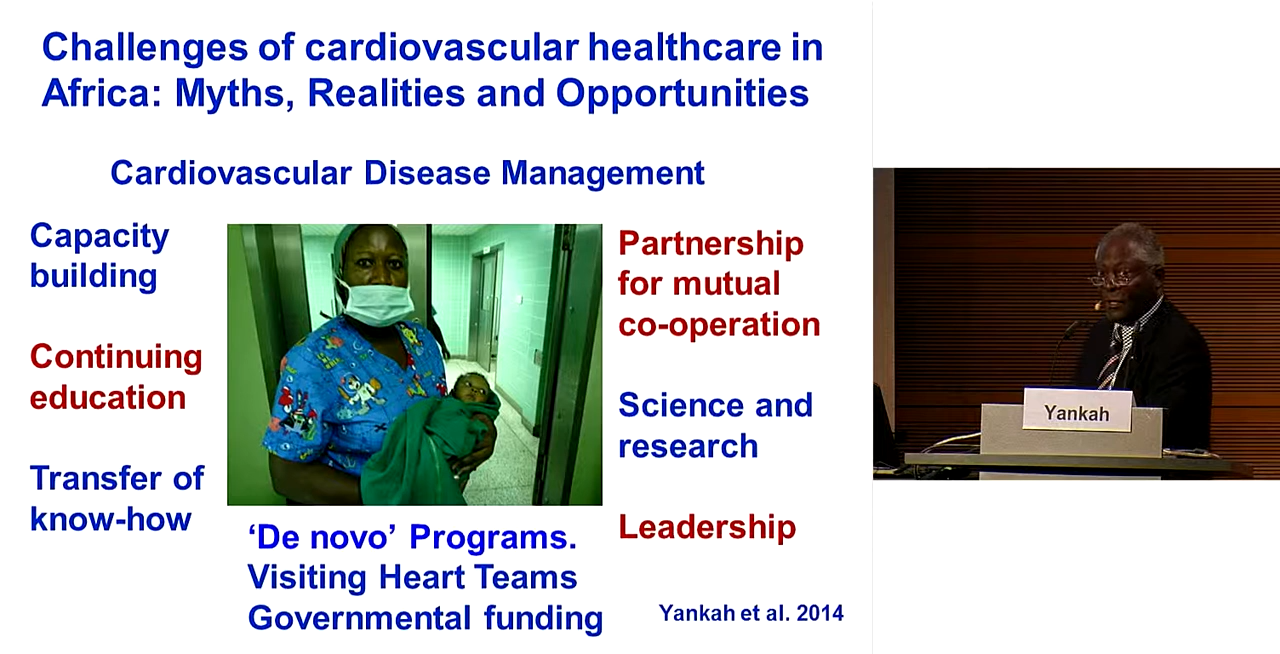 Challenges of cardiovascular healthcare in
Africa: Myths, Realities and Opportunities
Cardiovascular Disease Management
Capacity
building
Continuing
education
Transfer of
know-how
Partnership
for mutual
co-operation
Science and
research
Leadership
‘De novo’ Programs.
Visiting Heart Teams
Governmental funding
Yankah et al. 2014
Yankah